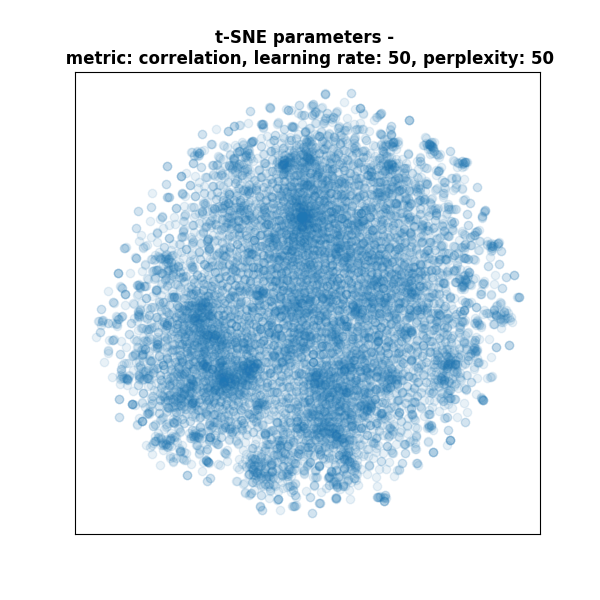 t-SNE parameters -
metric: correlation, learning rate: 50, perplexity: 50